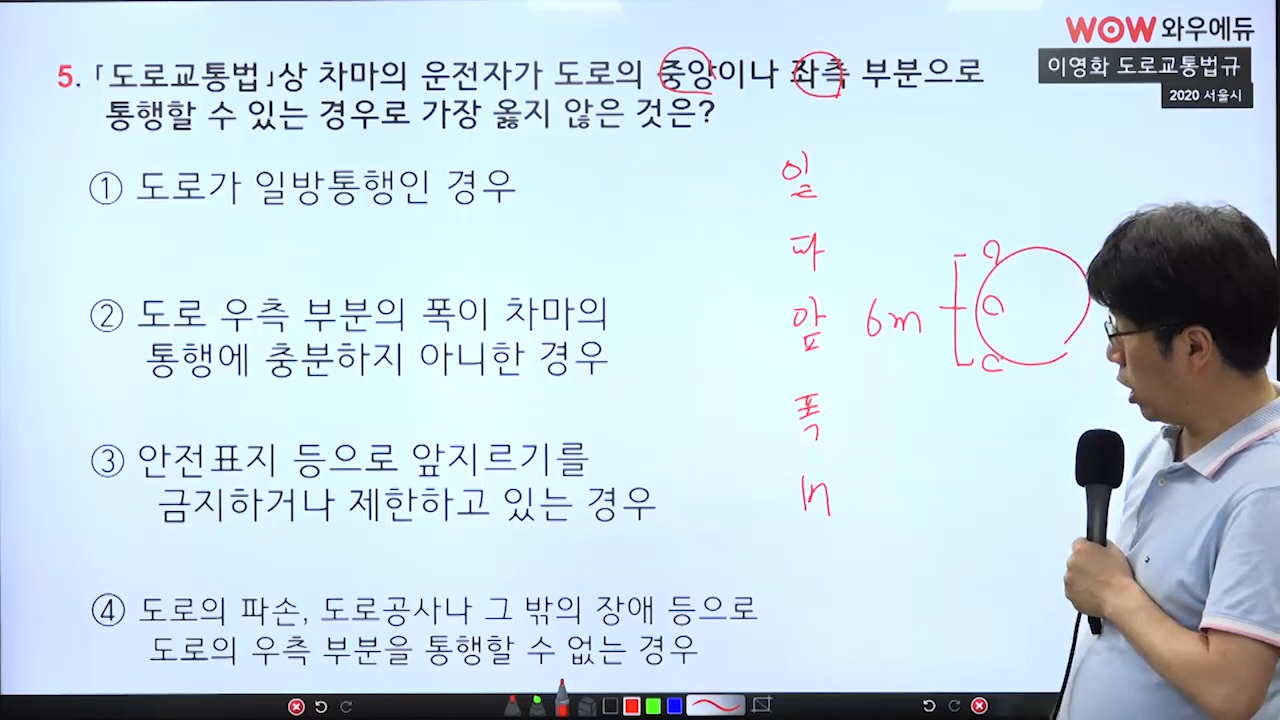 WOW 와우에듀
이영화 도로교통법규
2020 서울시
5. 「도로교통법」상 차마의 운전자가 도로의 중앙이나 좌측 부분으로
통행할 수 있는 경우로 가장 옳지 않은 것은?
① 도로가 일방통행인 경우
② 도로 우측 부분의 폭이 차마의
통행에 충분하지 아니한 경우
③ 안전표지 등으로 앞지르기를
금지하거나 제한하고 있는 경우
④ 도로의 파손, 도로공사나 그 밖의 장애 등으로
도로의 우측 부분을 통행할 수 없는 경우
일
파
앞 6m
폭